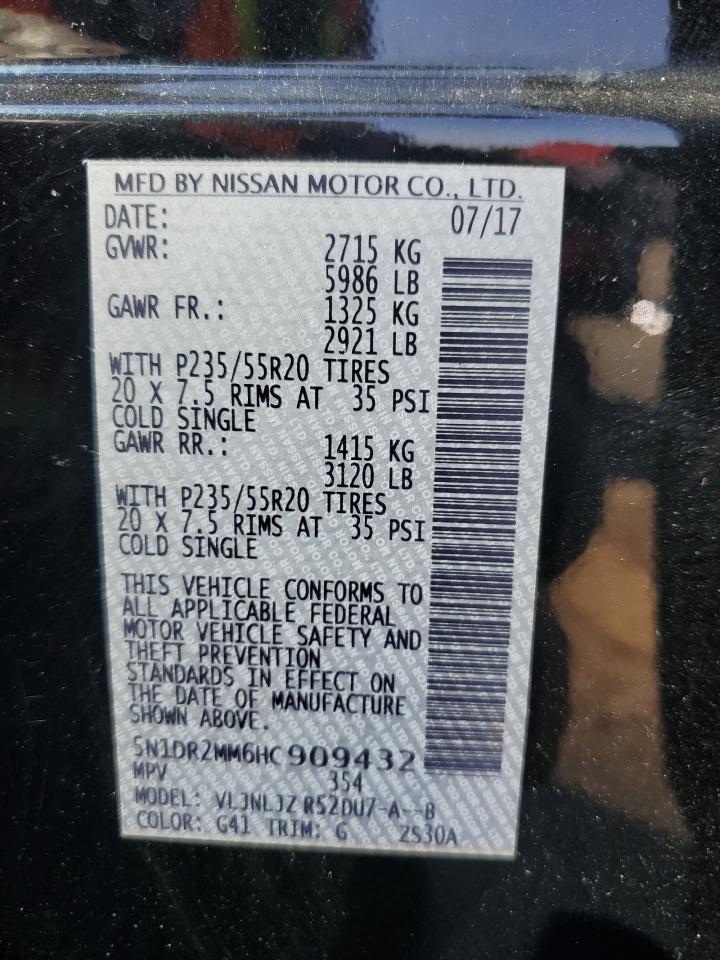 MFD BY NISSAN MOTOR CO., LTD.
DATE: 07/17
GVWR: 2715 KG
5986 LB
GAWR FR.: 1325 KG
2921 LB
WITH P235/55R20 TIRES
20 X 7.5 RIMS AT 35 PSI
COLD SINGLE
GAWR RR.: 1415 KG
3120 LB
WITH P235/55R20 TIRES
20 X 7.5 RIMS AT 35 PSI
COLD SINGLE
THIS VEHICLE CONFORMS TO
ALL APPLICABLE FEDERAL
MOTOR VEHICLE SAFETY AND
THEFT PREVENTION
STANDARDS IN EFFECT ON
THE DATE OF MANUFACTURE
SHOWN ABOVE.
5N1DR2MM6HC909432
MPV 354
MODEL: VLJNLJZ R52DU7-A--B
COLOR: G41 TRIM: G 2530A